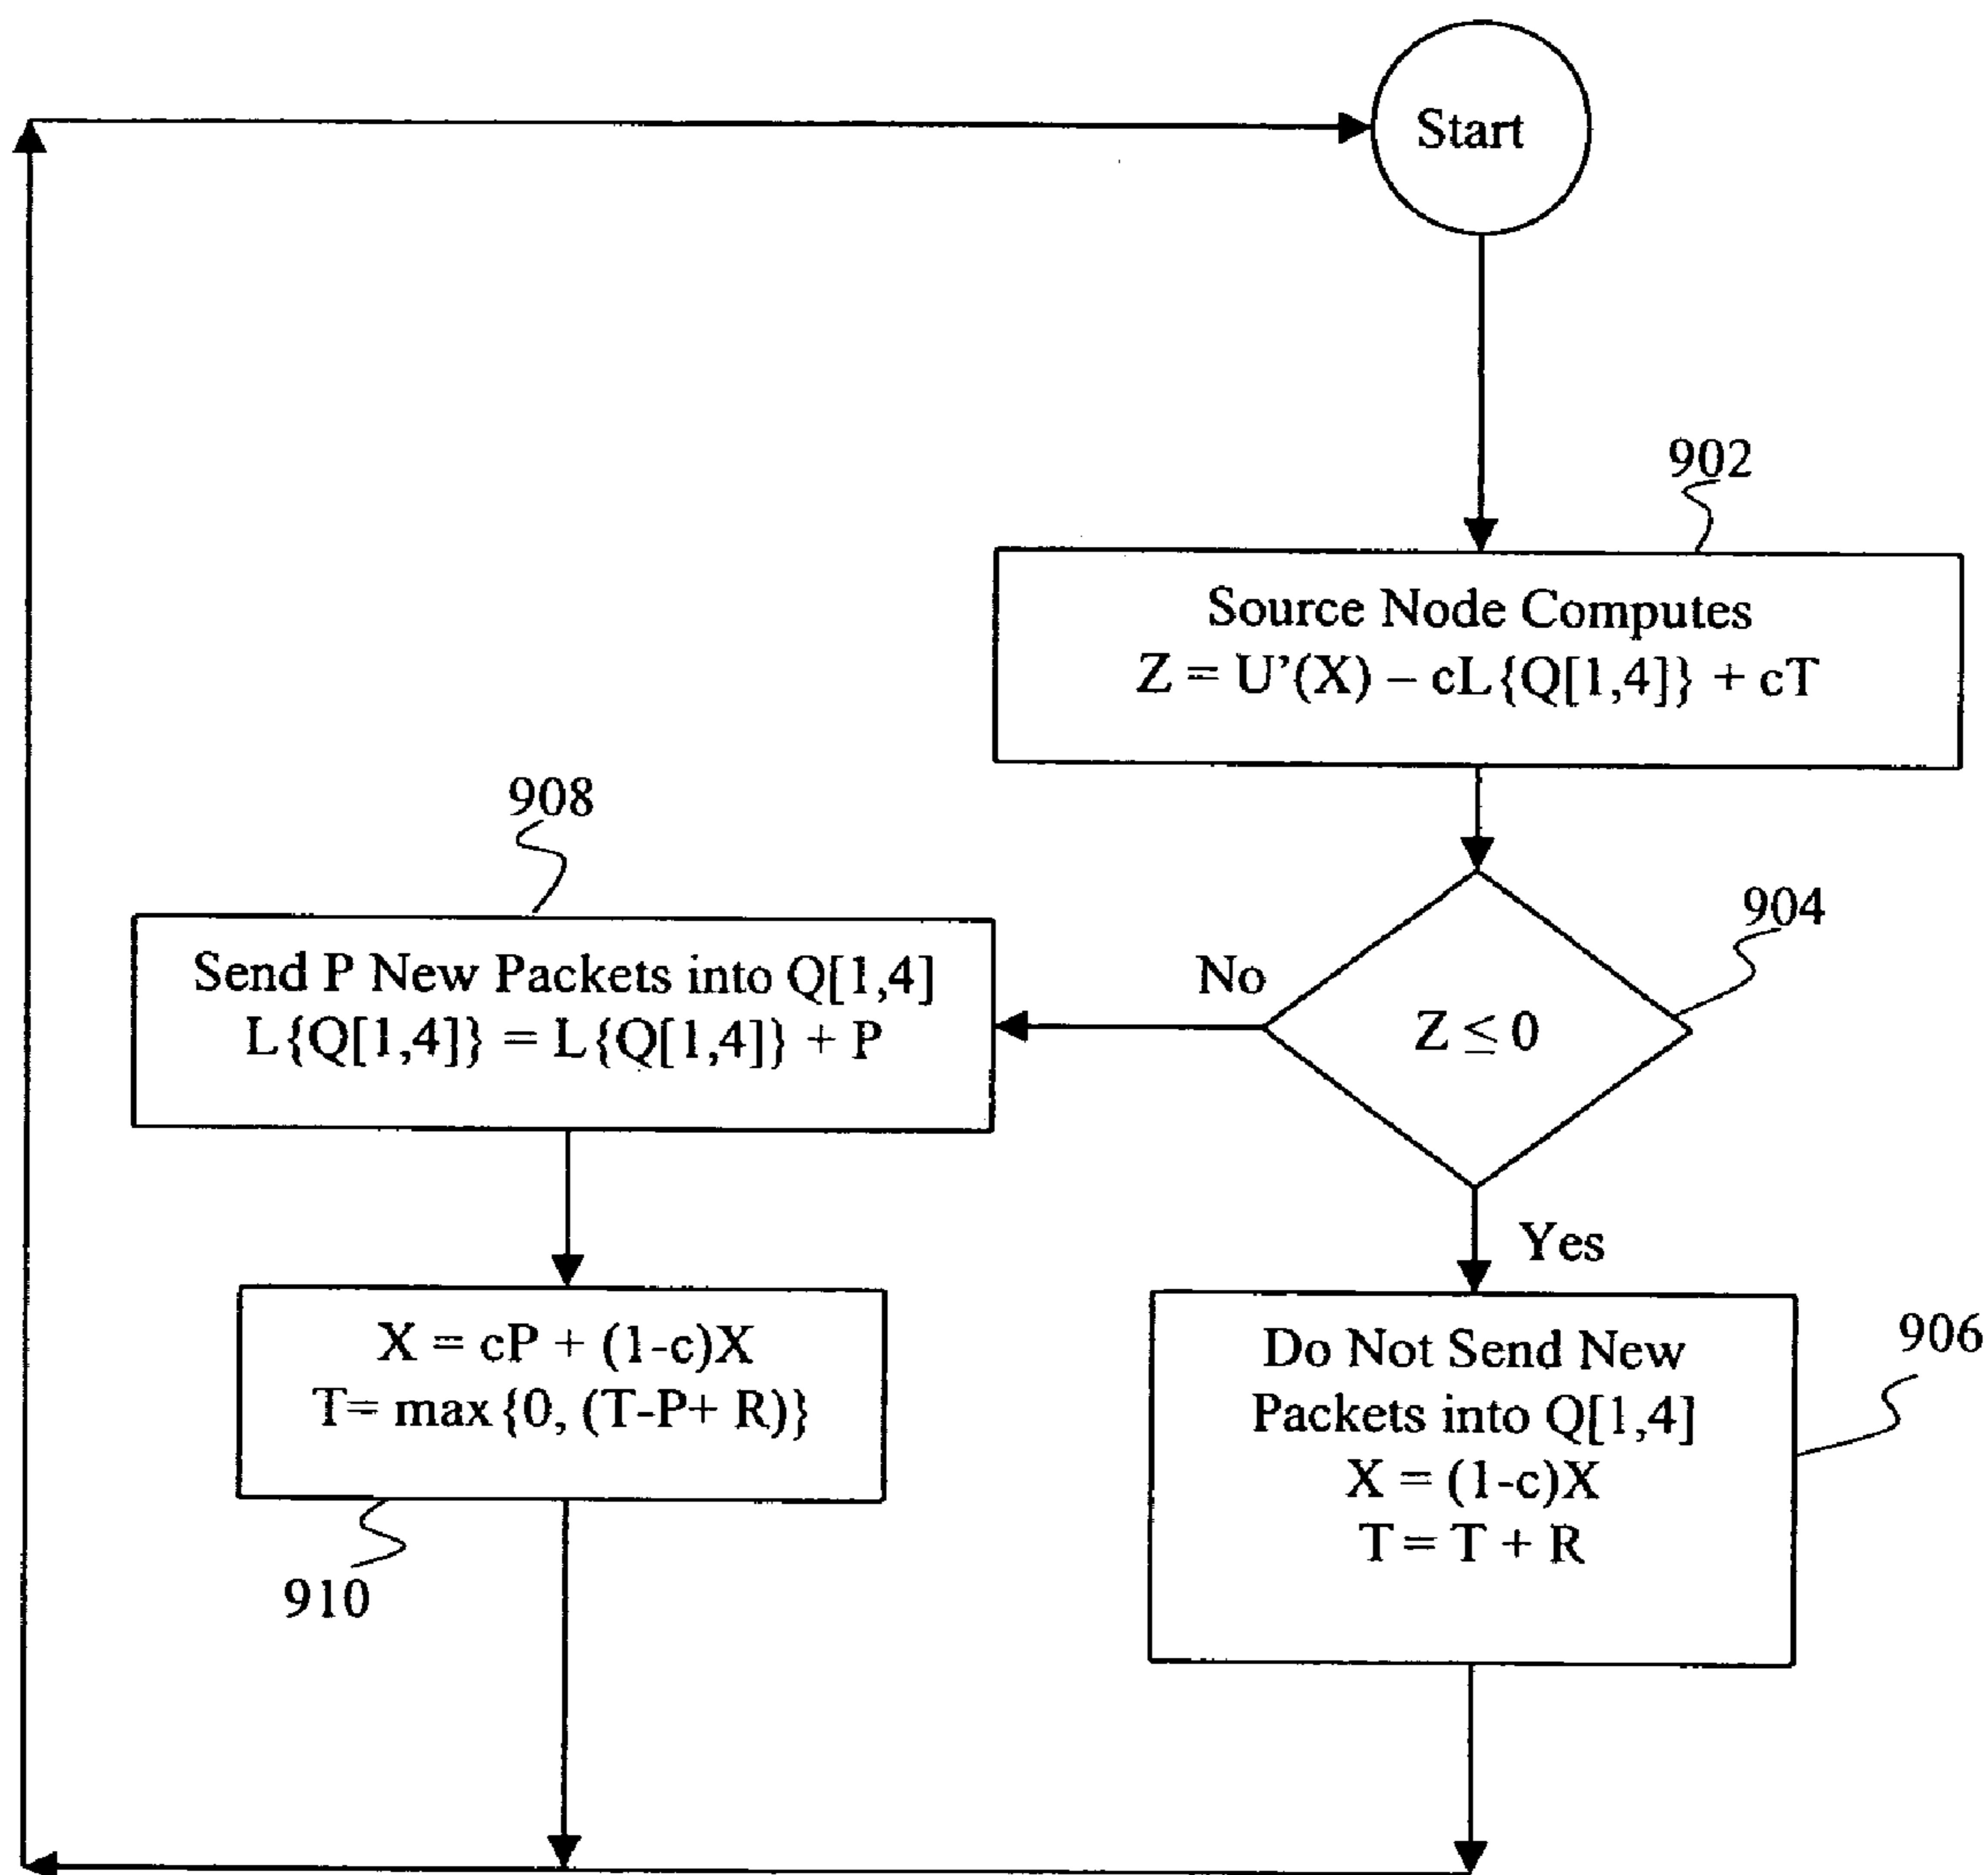 Start
902
Source Node Computes
Z = U’(X) – cL{Q[1,4]} + cT
908
904
Send P New Packets into Q[1,4]
L{Q[1,4]} = L{Q[1,4]} + P
No
Z ≤ 0
Yes
906
X = cP + (1-c)X
T= max{0, (T-P+ R)}
Do Not Send New
Packets into Q[1,4]
X = (1-c)X
T = T + R
910